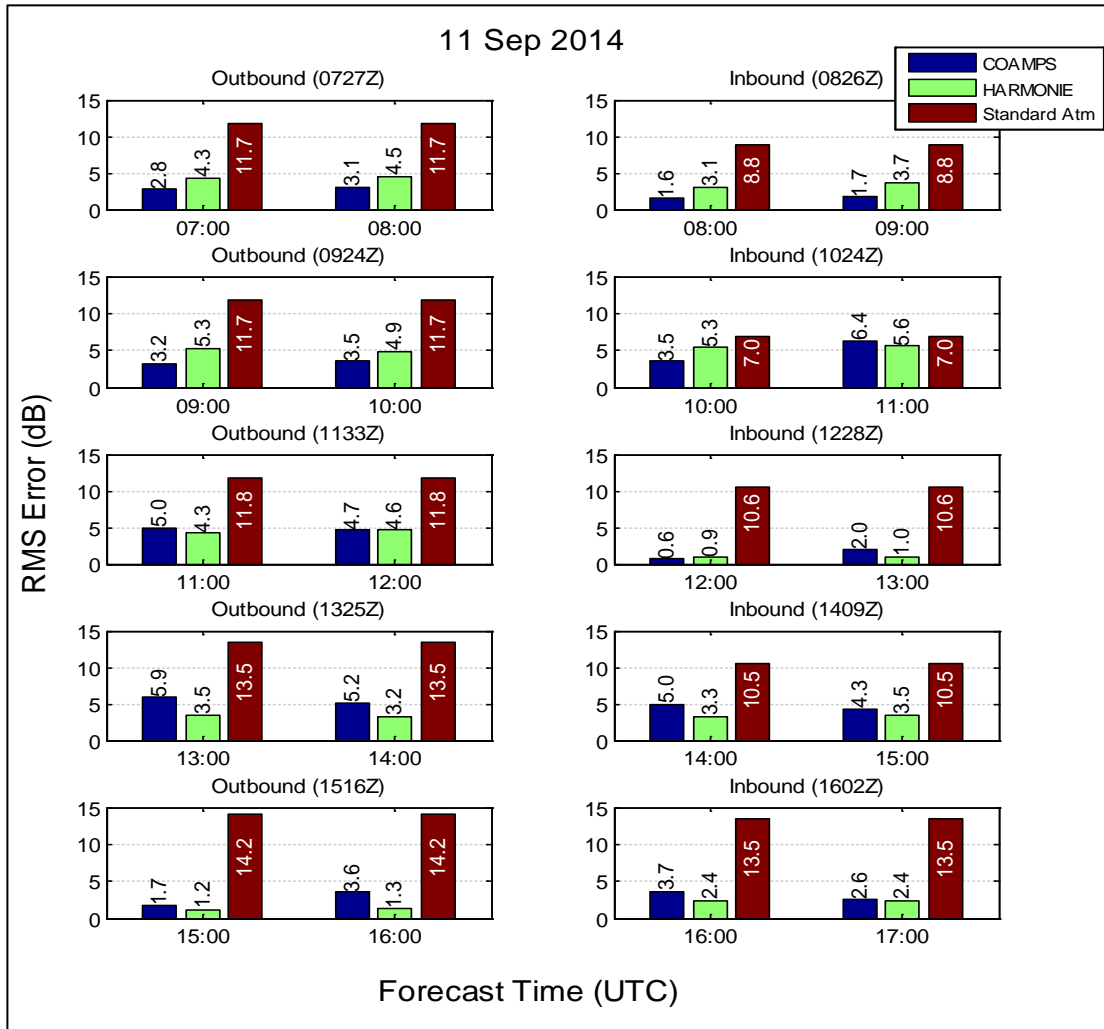 11 Sep 2014
COAMPS
HARMONIE
Standard Atm
RMS Error (dB)
Outbound (0727Z)
15
10
5
0
2.8 4.3 11.7 3.1 4.5 11.7
07:00 08:00
Inbound (0826Z)
15
10
5
0
1.6 3.1 8.8 1.7 3.7 8.8
08:00 09:00
Outbound (0924Z)
15
10
5
0
3.2 5.3 11.7 3.5 4.9 11.7
09:00 10:00
Inbound (1024Z)
15
10
5
0
3.5 5.3 7.0 6.4 5.6 7.0
10:00 11:00
Outbound (1133Z)
15
10
5
0
5.0 4.3 11.8 4.7 4.6 11.8
11:00 12:00
Inbound (1228Z)
15
10
5
0
0.6 0.9 10.6 2.0 1.0 10.6
12:00 13:00
Outbound (1325Z)
15
10
5
0
5.9 3.5 13.5 5.2 3.2 13.5
13:00 14:00
Inbound (1409Z)
15
10
5
0
5.0 3.3 10.5 4.3 3.5 10.5
14:00 15:00
Outbound (1516Z)
15
10
5
0
1.7 1.2 14.2 3.6 1.3 14.2
15:00 16:00
Inbound (1602Z)
15
10
5
0
3.7 2.4 13.5 2.6 2.4 13.5
16:00 17:00
Forecast Time (UTC)